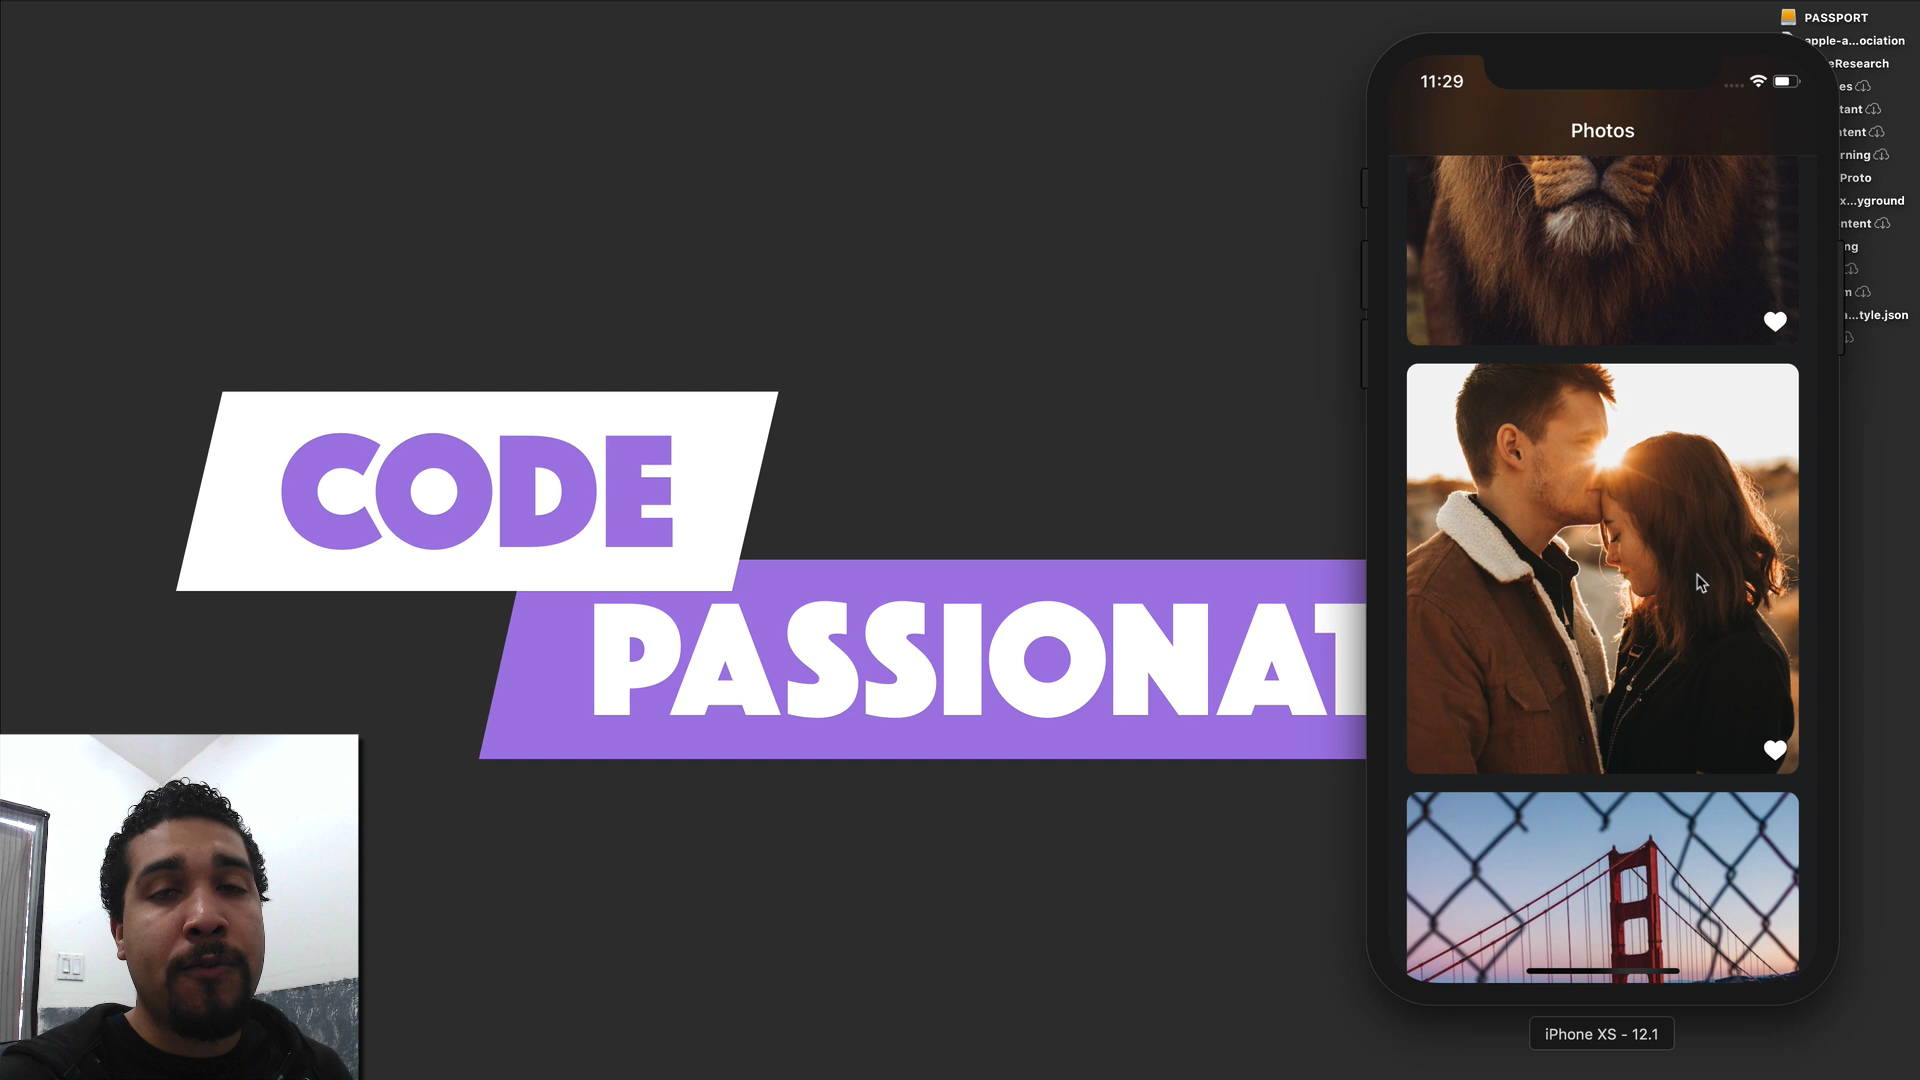 PASSPORT
apple-a...ociation
eResearch
es
tant
ntent
rning
Proto
x...yground
ntent
ng
m
...tyle.json
11:29
Photos
CODE
PASSIONAT
iPhone XS - 12.1